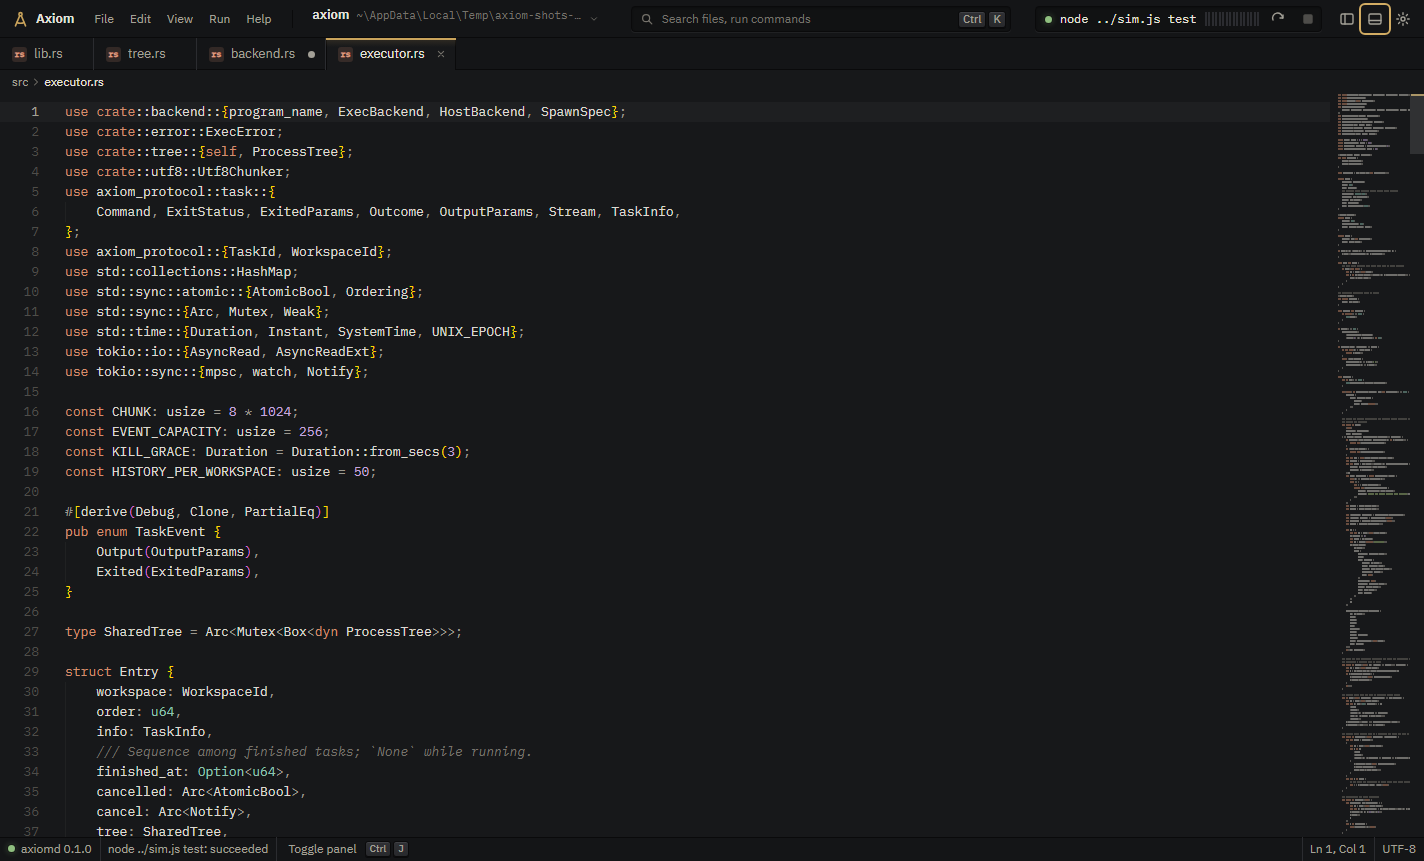 Axiom File Edit View Run Help axiom ~\AppData\Local\Temp\axiom-shots-… Search files, run commands Ctrl K node ../sim.js test
rs lib.rs rs tree.rs rs backend.rs rs executor.rs ×
src > executor.rs
1 use crate::backend::{program_name, ExecBackend, HostBackend, SpawnSpec};
2 use crate::error::ExecError;
3 use crate::tree::{self, ProcessTree};
4 use crate::utf8::Utf8Chunker;
5 use axiom_protocol::task::{
6 Command, ExitStatus, ExitedParams, Outcome, OutputParams, Stream, TaskInfo,
7 };
8 use axiom_protocol::{TaskId, WorkspaceId};
9 use std::collections::HashMap;
10 use std::sync::atomic::{AtomicBool, Ordering};
11 use std::sync::{Arc, Mutex, Weak};
12 use std::time::{Duration, Instant, SystemTime, UNIX_EPOCH};
13 use tokio::io::{AsyncRead, AsyncReadExt};
14 use tokio::sync::{mpsc, watch, Notify};
15
16 const CHUNK: usize = 8 * 1024;
17 const EVENT_CAPACITY: usize = 256;
18 const KILL_GRACE: Duration = Duration::from_secs(3);
19 const HISTORY_PER_WORKSPACE: usize = 50;
20
21 #[derive(Debug, Clone, PartialEq)]
22 pub enum TaskEvent {
23 Output(OutputParams),
24 Exited(ExitedParams),
25 }
26
27 type SharedTree = Arc<Mutex<Box<dyn ProcessTree>>>;
28
29 struct Entry {
30 workspace: WorkspaceId,
31 order: u64,
32 info: TaskInfo,
33 /// Sequence among finished tasks; `None` while running.
34 finished_at: Option<u64>,
35 cancelled: Arc<AtomicBool>,
36 cancel: Arc<Notify>,
37 tree: SharedTree,
axiomd 0.1.0 node ../sim.js test: succeeded Toggle panel Ctrl J Ln 1, Col 1 UTF-8